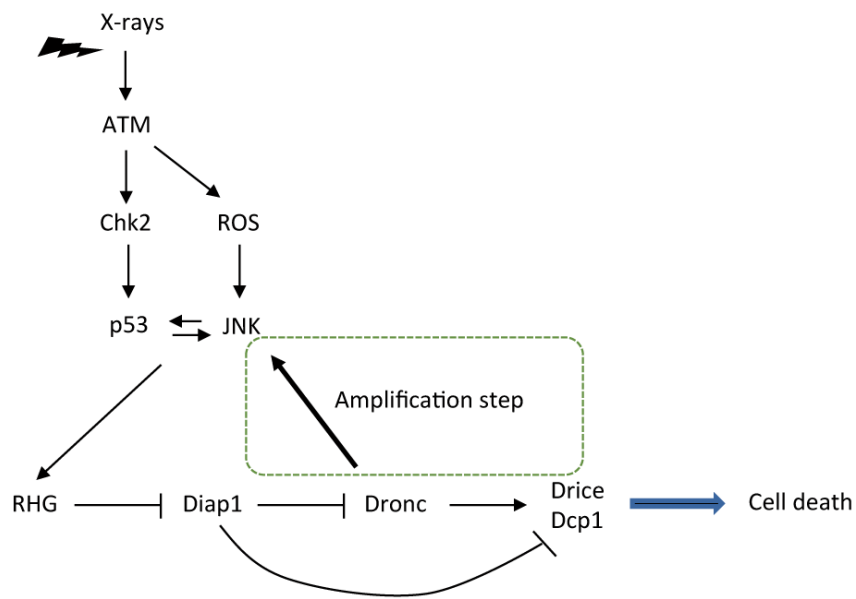 X-rays
ATM
Chk2 ROS
p53 JNK
Amplification step
RHG Diap1 Dronc Drice Dcp1 Cell death